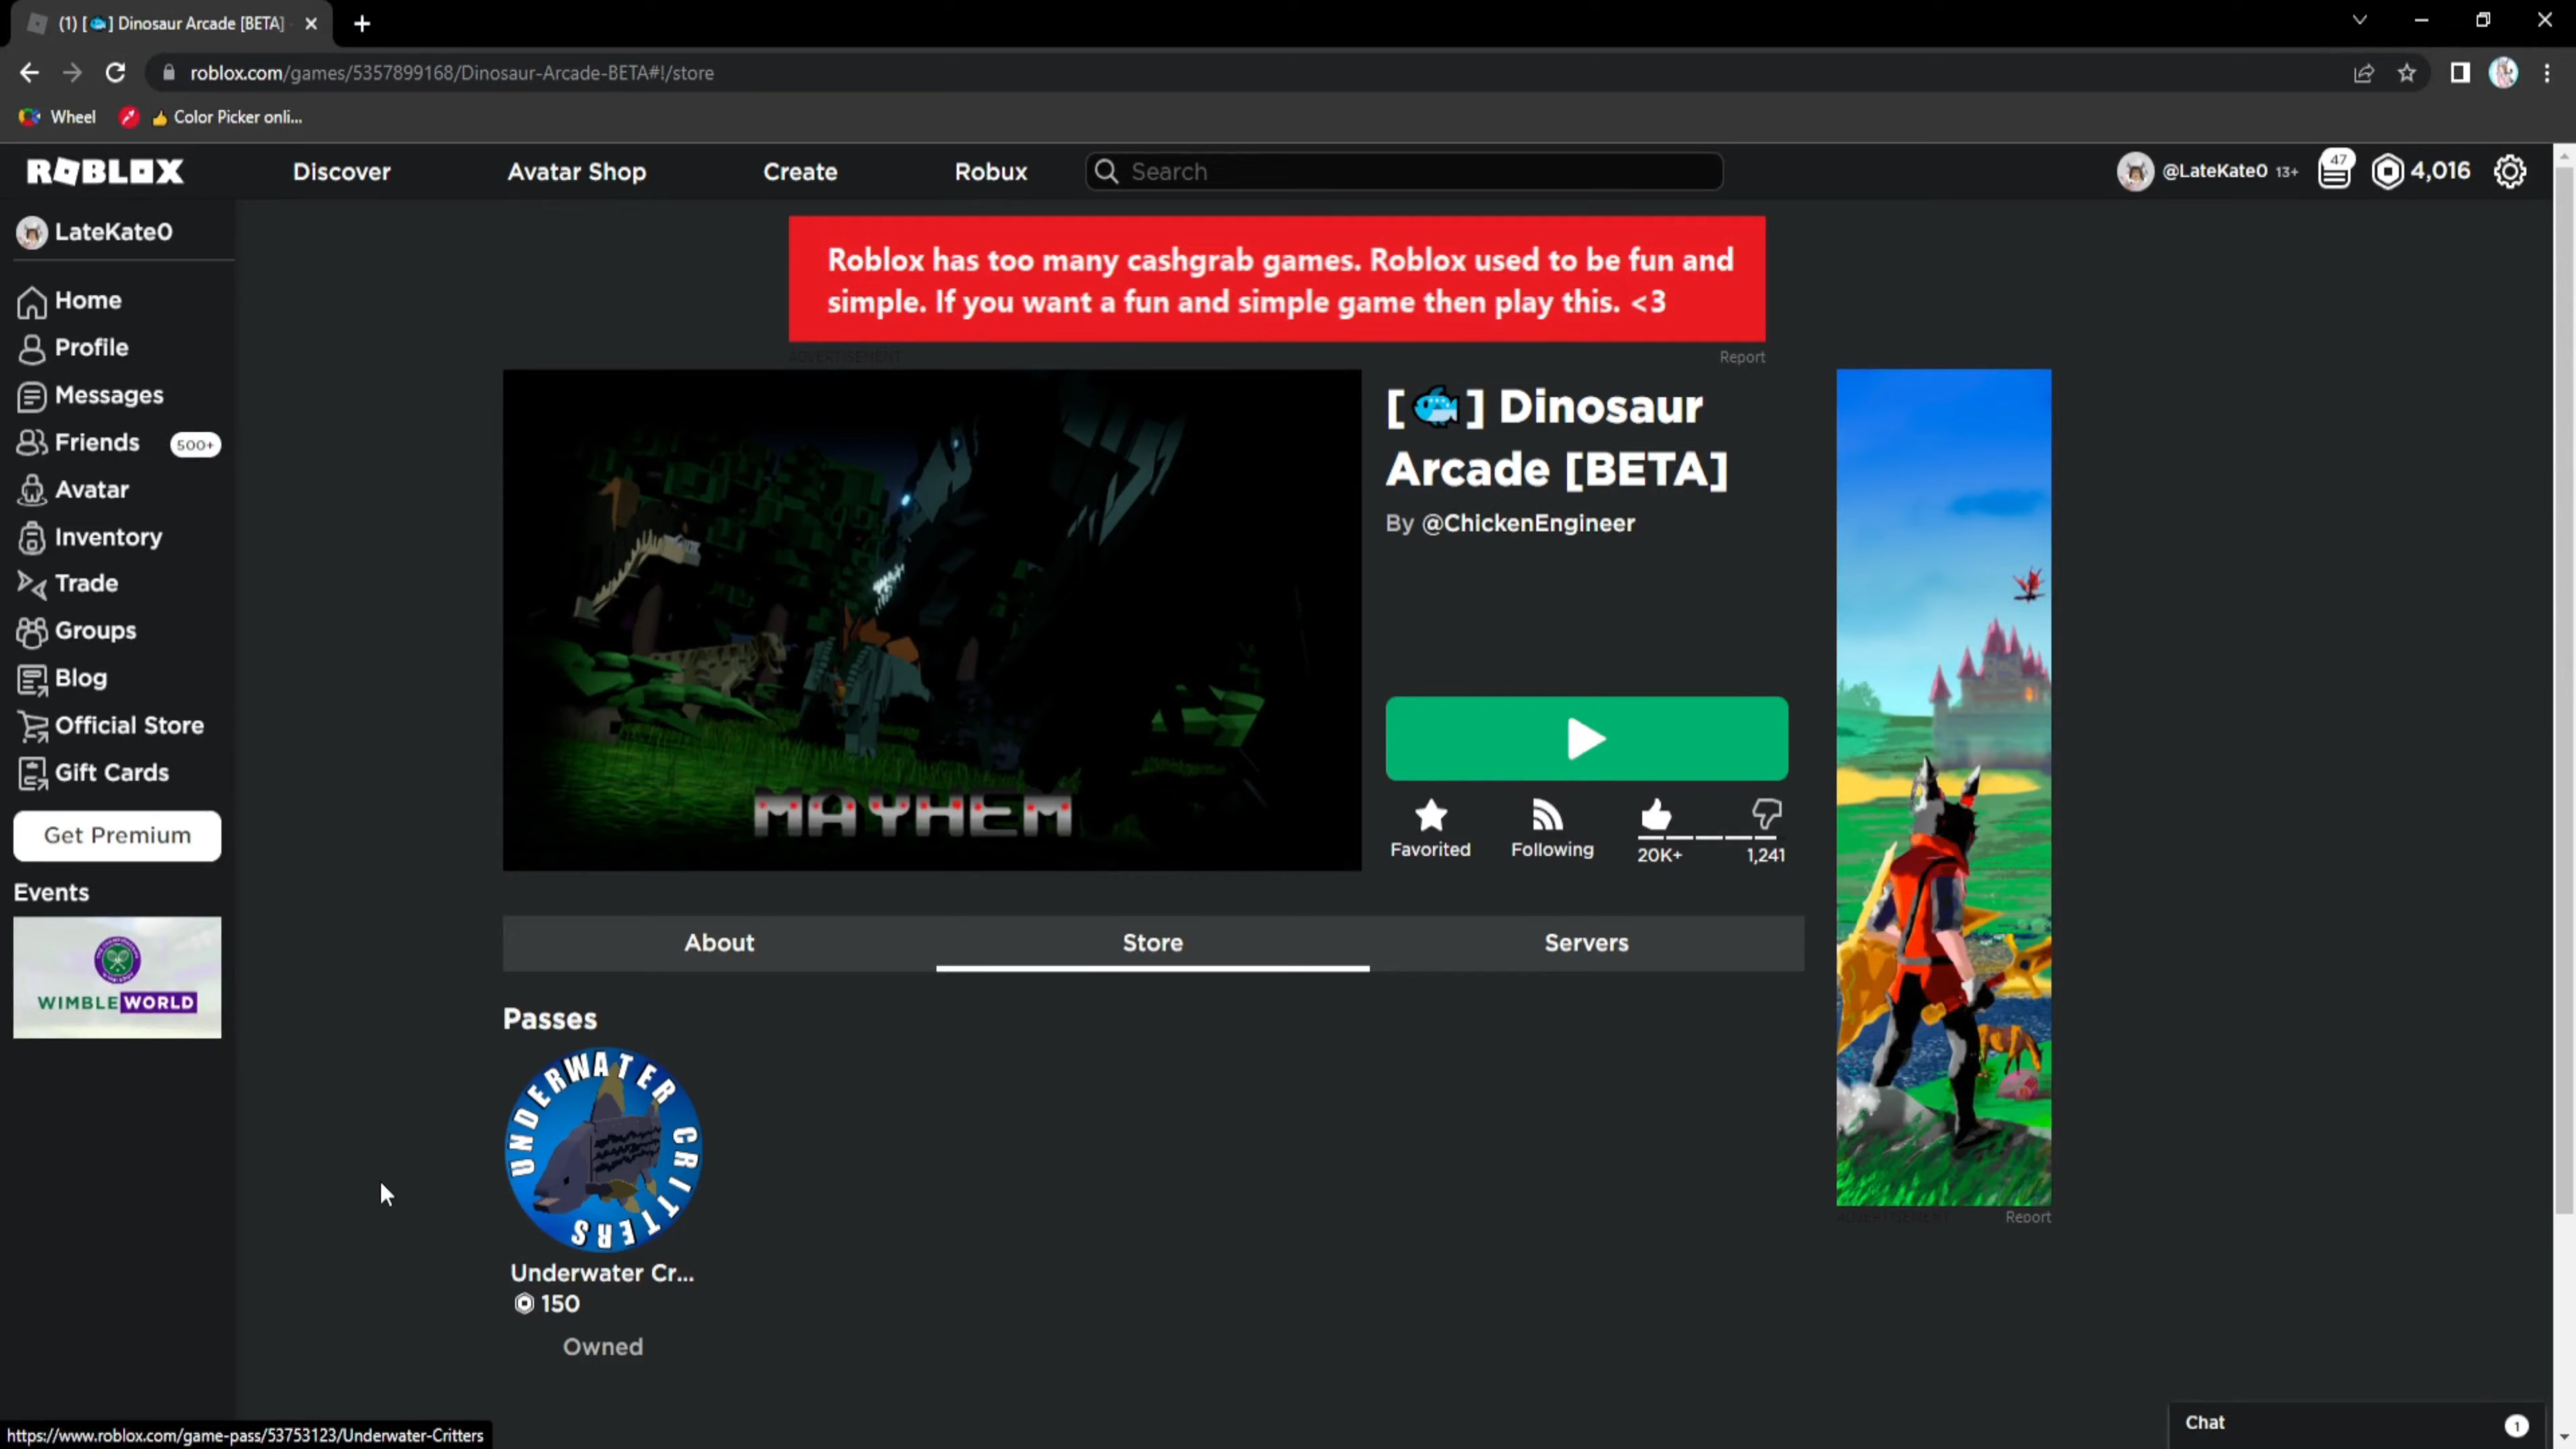 (1) [🐟] Dinosaur Arcade [BETA]
roblox.com/games/5357899168/Dinosaur-Arcade-BETA#!/store
Wheel
👍 Color Picker onli...
ROBLOX
Discover
Avatar Shop
Create
Robux
Search
@LateKate0 13+
47
4,016
LateKate0
Home
Profile
Messages
Friends 500+
Avatar
Inventory
Trade
Groups
Blog
Official Store
Gift Cards
Get Premium
Events
WIMBLEWORLD
Roblox has too many cashgrab games. Roblox used to be fun and
simple. If you want a fun and simple game then play this. <3
ADVERTISEMENT
Report
MAYHEM
[🐟] Dinosaur
Arcade [BETA]
By @ChickenEngineer
Favorited
Following
20K+
1,241
About
Store
Servers
Passes
UNDERWATER CRITTERS
Underwater Cr...
150
Owned
ADVERTISEMENT
Report
Chat
1
https://www.roblox.com/game-pass/53753123/Underwater-Critters